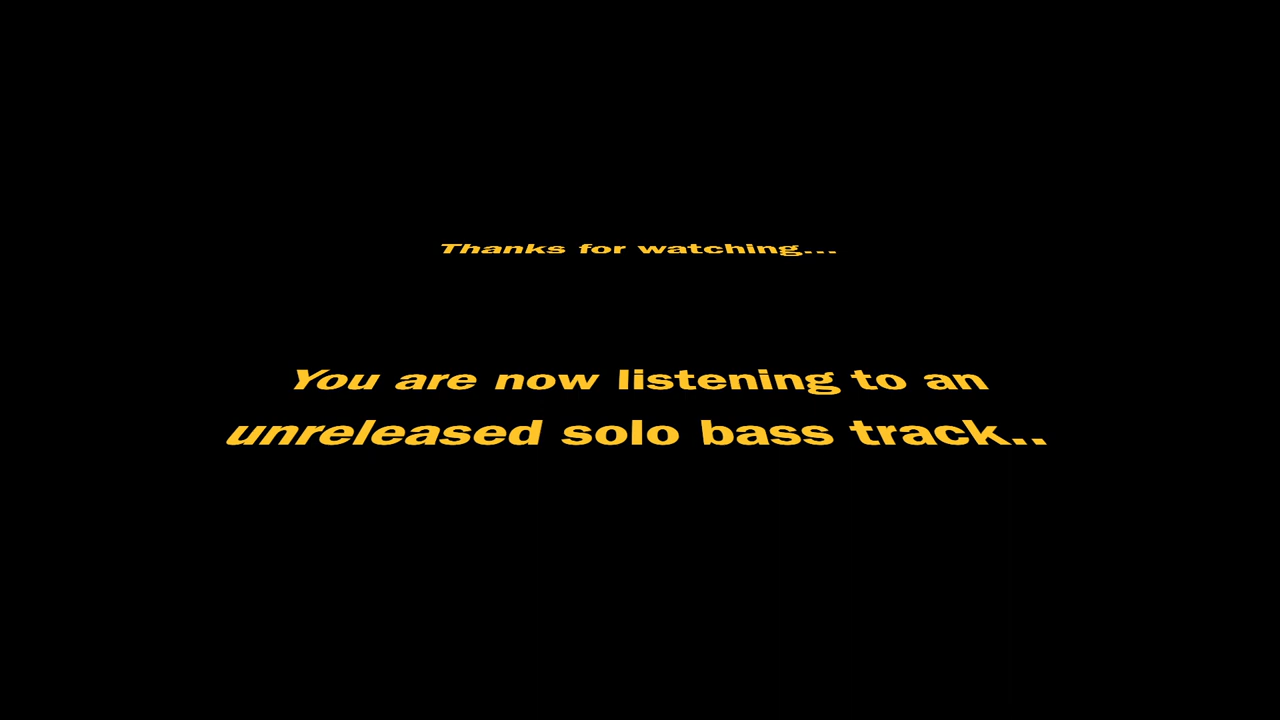 Thanks for watching...
You are now listening to an
unreleased solo bass track..